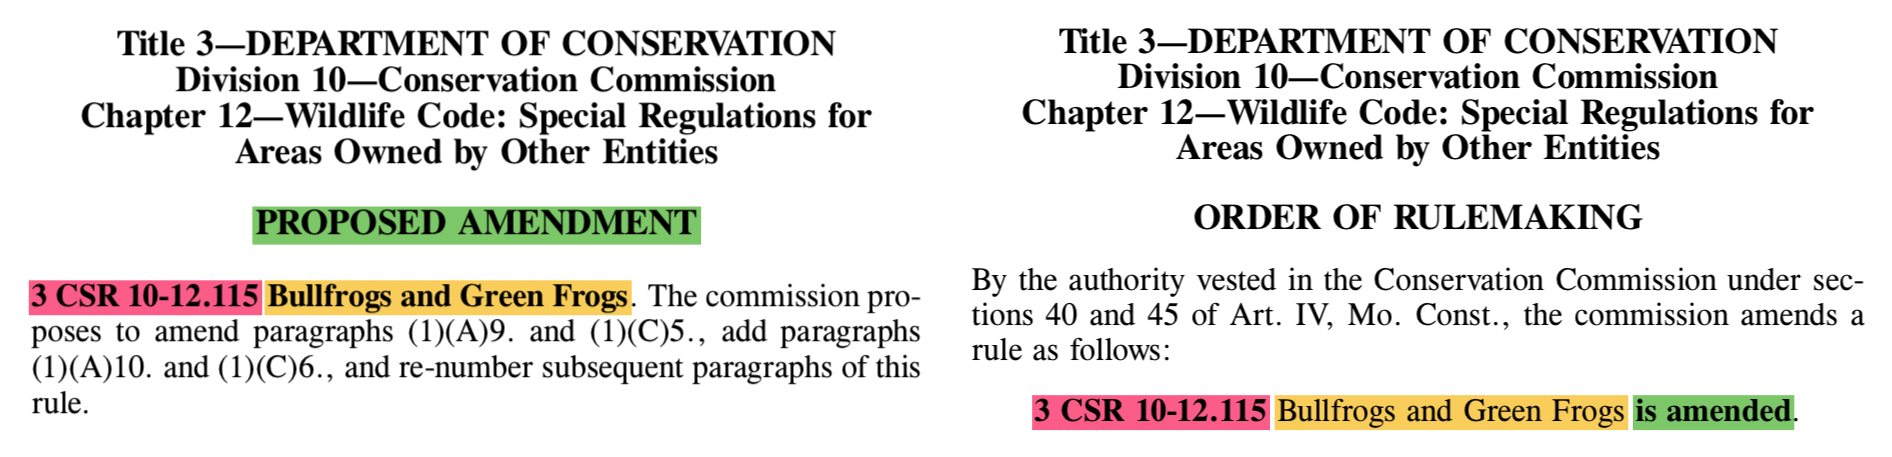 Title 3—DEPARTMENT OF CONSERVATION
Division 10—Conservation Commission
Chapter 12—Wildlife Code: Special Regulations for
Areas Owned by Other Entities
PROPOSED AMENDMENT
3 CSR 10-12.115 Bullfrogs and Green Frogs. The commission pro-
poses to amend paragraphs (1)(A)9. and (1)(C)5., add paragraphs
(1)(A)10. and (1)(C)6., and re-number subsequent paragraphs of this
rule.
Title 3—DEPARTMENT OF CONSERVATION
Division 10—Conservation Commission
Chapter 12—Wildlife Code: Special Regulations for
Areas Owned by Other Entities
ORDER OF RULEMAKING
By the authority vested in the Conservation Commission under sec-
tions 40 and 45 of Art. IV, Mo. Const., the commission amends a
rule as follows:
3 CSR 10-12.115 Bullfrogs and Green Frogs is amended.